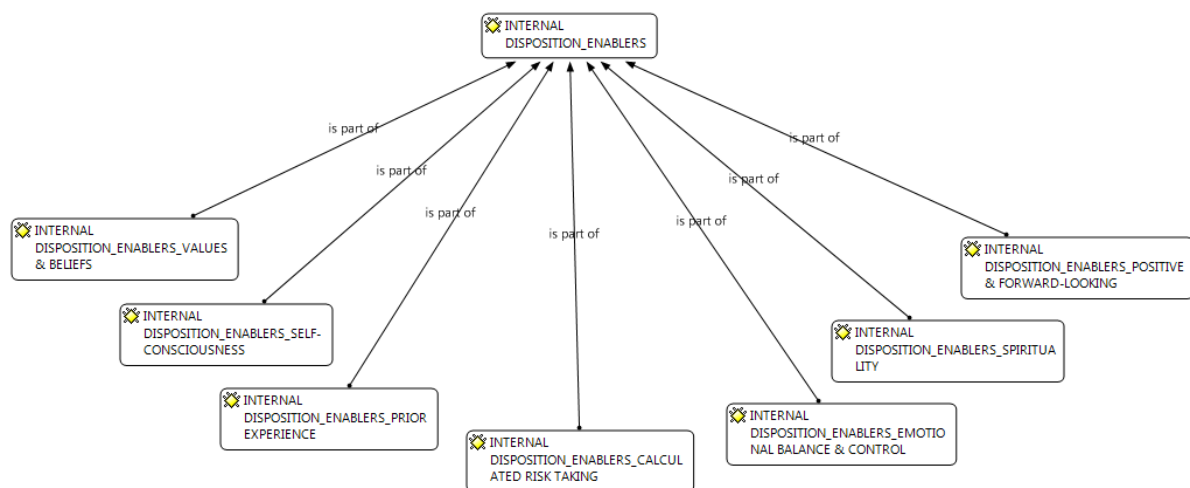 INTERNAL
DISPOSITION_ENABLERS
is part of
is part of
is part of
is part of
is part of
is part of
is part of
INTERNAL
DISPOSITION_ENABLERS_VALUES
& BELIEFS
INTERNAL
DISPOSITION_ENABLERS_SELF-
CONSCIOUSNESS
INTERNAL
DISPOSITION_ENABLERS_PRIOR
EXPERIENCE
INTERNAL
DISPOSITION_ENABLERS_CALCUL
ATED RISK TAKING
INTERNAL
DISPOSITION_ENABLERS_EMOTIO
NAL BALANCE & CONTROL
INTERNAL
DISPOSITION_ENABLERS_SPIRITUA
LITY
INTERNAL
DISPOSITION_ENABLERS_POSITIVE
& FORWARD-LOOKING